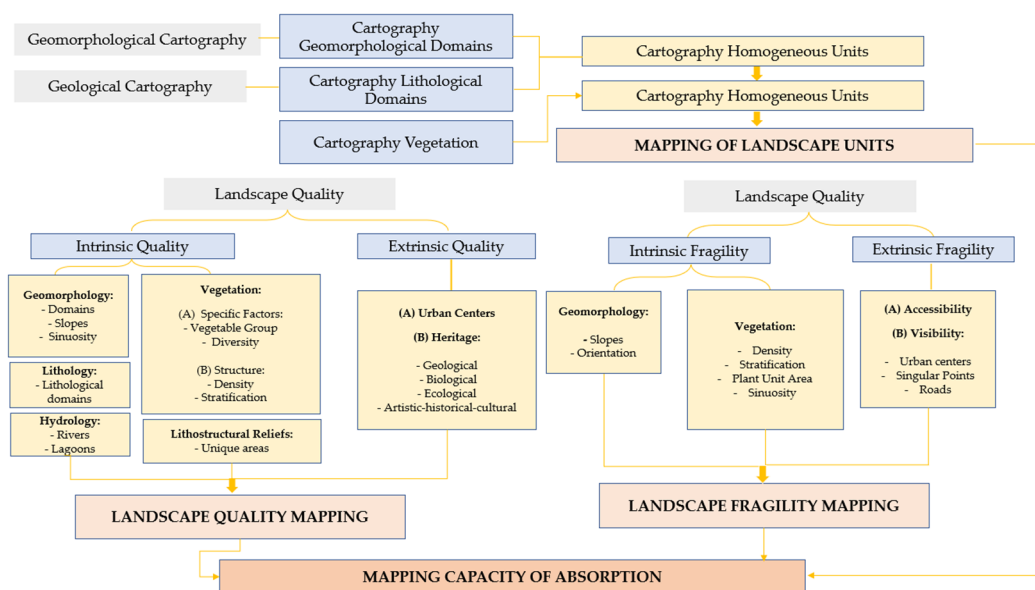 Geomorphological Cartography
Cartography
Geomorphological Domains
Cartography Homogeneous Units
Geological Cartography
Cartography Lithological
Domains
Cartography Homogeneous Units
Cartography Vegetation
MAPPING OF LANDSCAPE UNITS
Landscape Quality
Intrinsic Quality
Extrinsic Quality
Geomorphology:
- Domains
- Slopes
- Sinuosity
Lithology:
- Lithological
domains
Hydrology:
- Rivers
- Lagoons
Vegetation:
(A) Specific Factors:
- Vegetable Group
- Diversity
(B) Structure:
- Density
- Stratification
Lithostructural Reliefs:
- Unique areas
(A) Urban Centers
(B) Heritage:
- Geological
- Biological
- Ecological
- Artistic-historical-cultural
LANDSCAPE QUALITY MAPPING
Landscape Quality
Intrinsic Fragility
Extrinsic Fragility
Geomorphology:
- Slopes
- Orientation
Vegetation:
- Density
- Stratification
- Plant Unit Area
- Sinuosity
(A) Accessibility
(B) Visibility:
- Urban centers
- Singular Points
- Roads
LANDSCAPE FRAGILITY MAPPING
MAPPING CAPACITY OF ABSORPTION